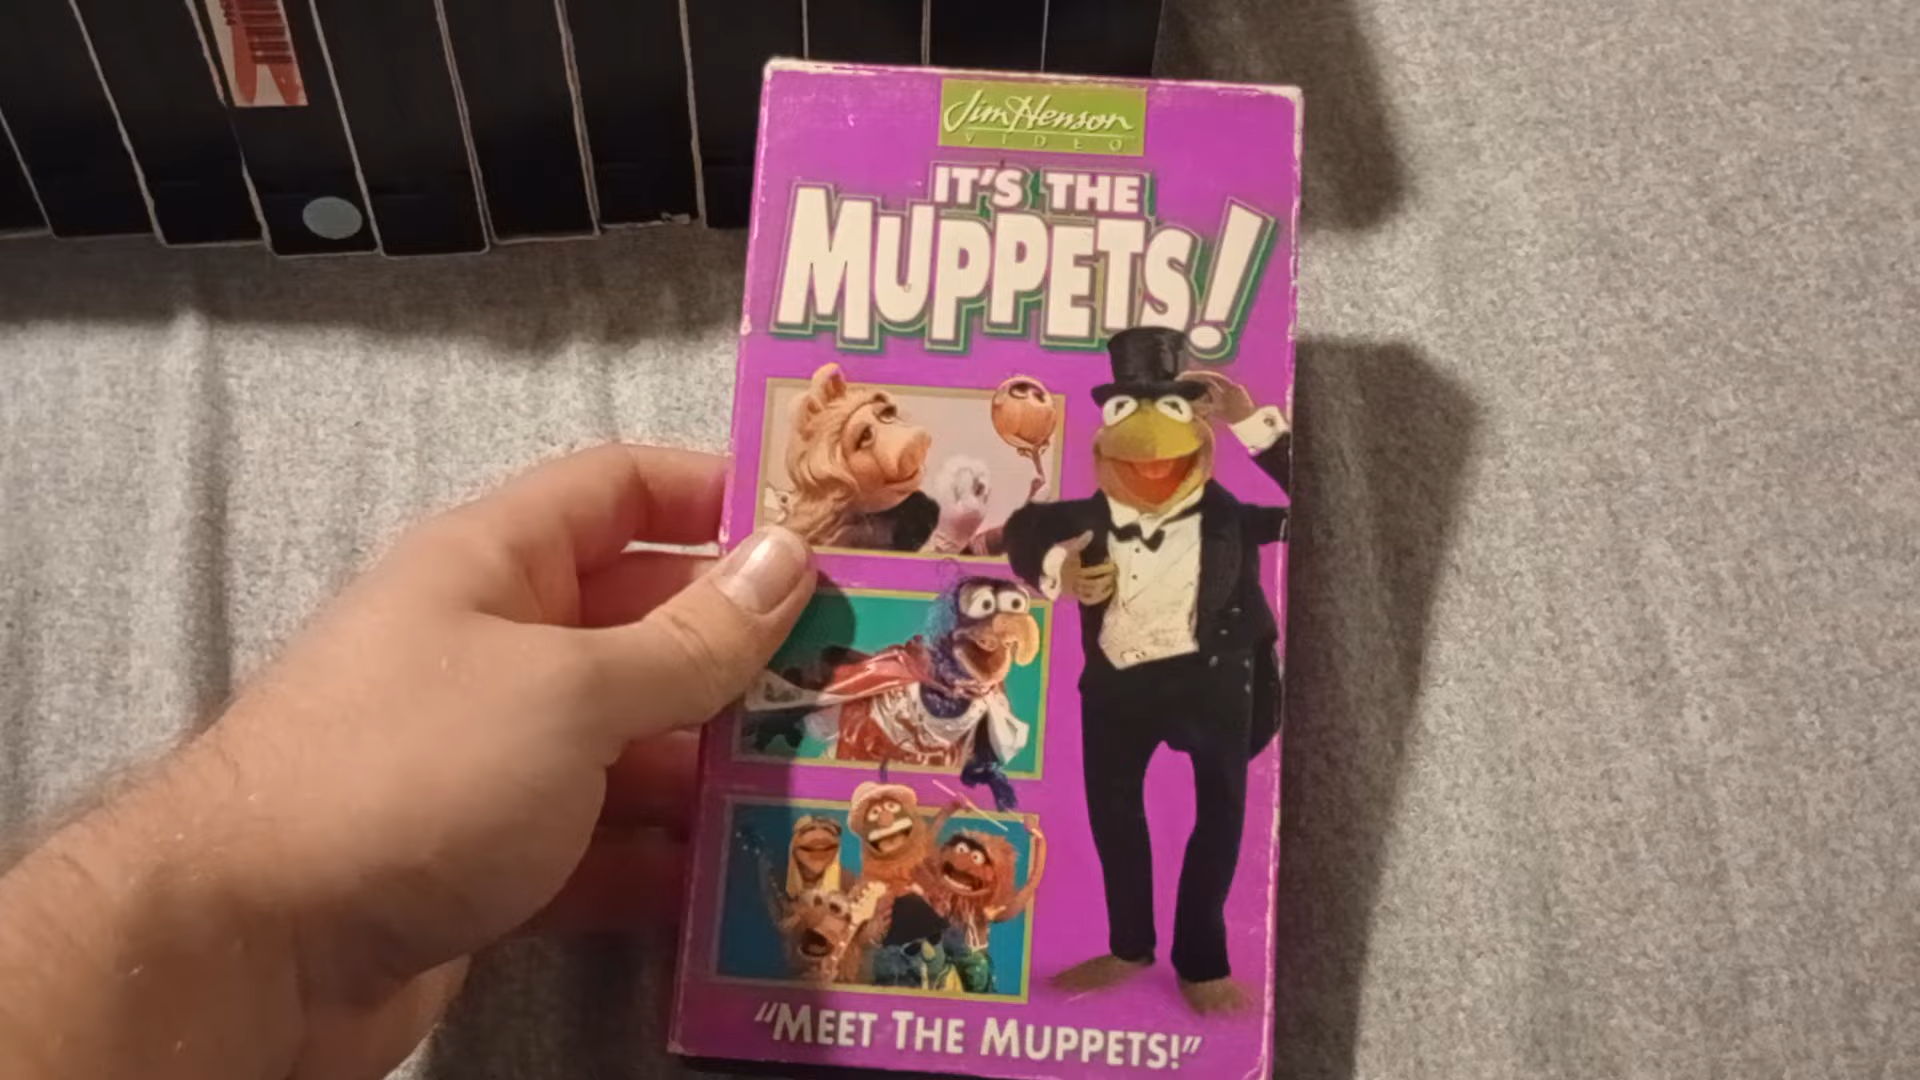 Jim Henson
VIDEO
IT'S THE
MUPPETS!
"MEET THE MUPPETS!"